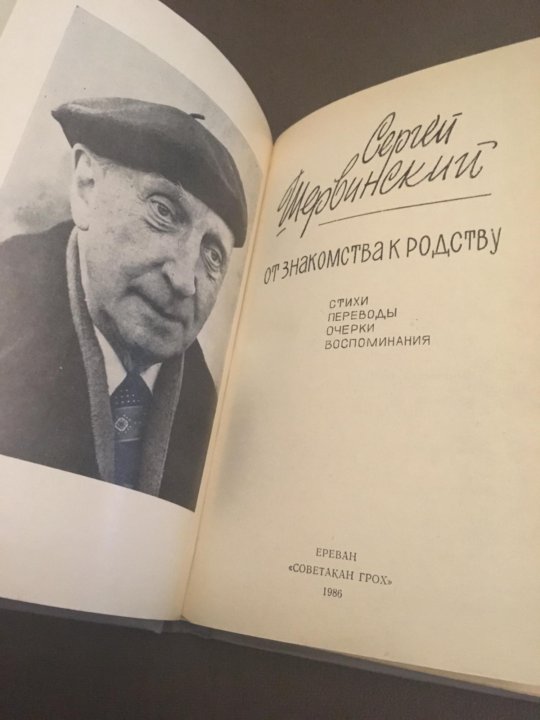 Сергей
Шервинский
ОТ ЗНАКОМСТВА К РОДСТВУ
СТИХИ
ПЕРЕВОДЫ
ОЧЕРКИ
ВОСПОМИНАНИЯ
ЕРЕВАН
«СОВЕТАКАН ГРОХ»
1986